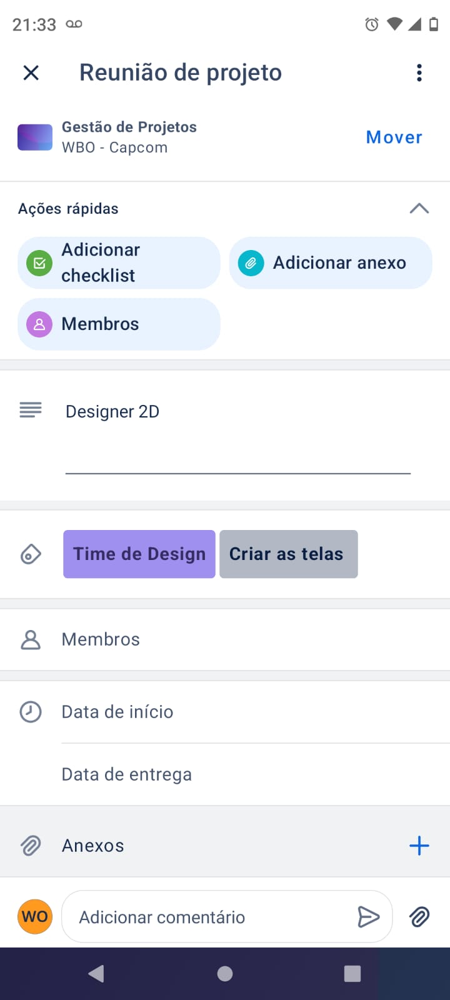 21:33
Reunião de projeto
Gestão de Projetos
WBO - Capcom
Mover
Ações rápidas
Adicionar
checklist
Adicionar anexo
Membros
Designer 2D
Time de Design
Criar as telas
Membros
Data de início
Data de entrega
Anexos
WO
Adicionar comentário